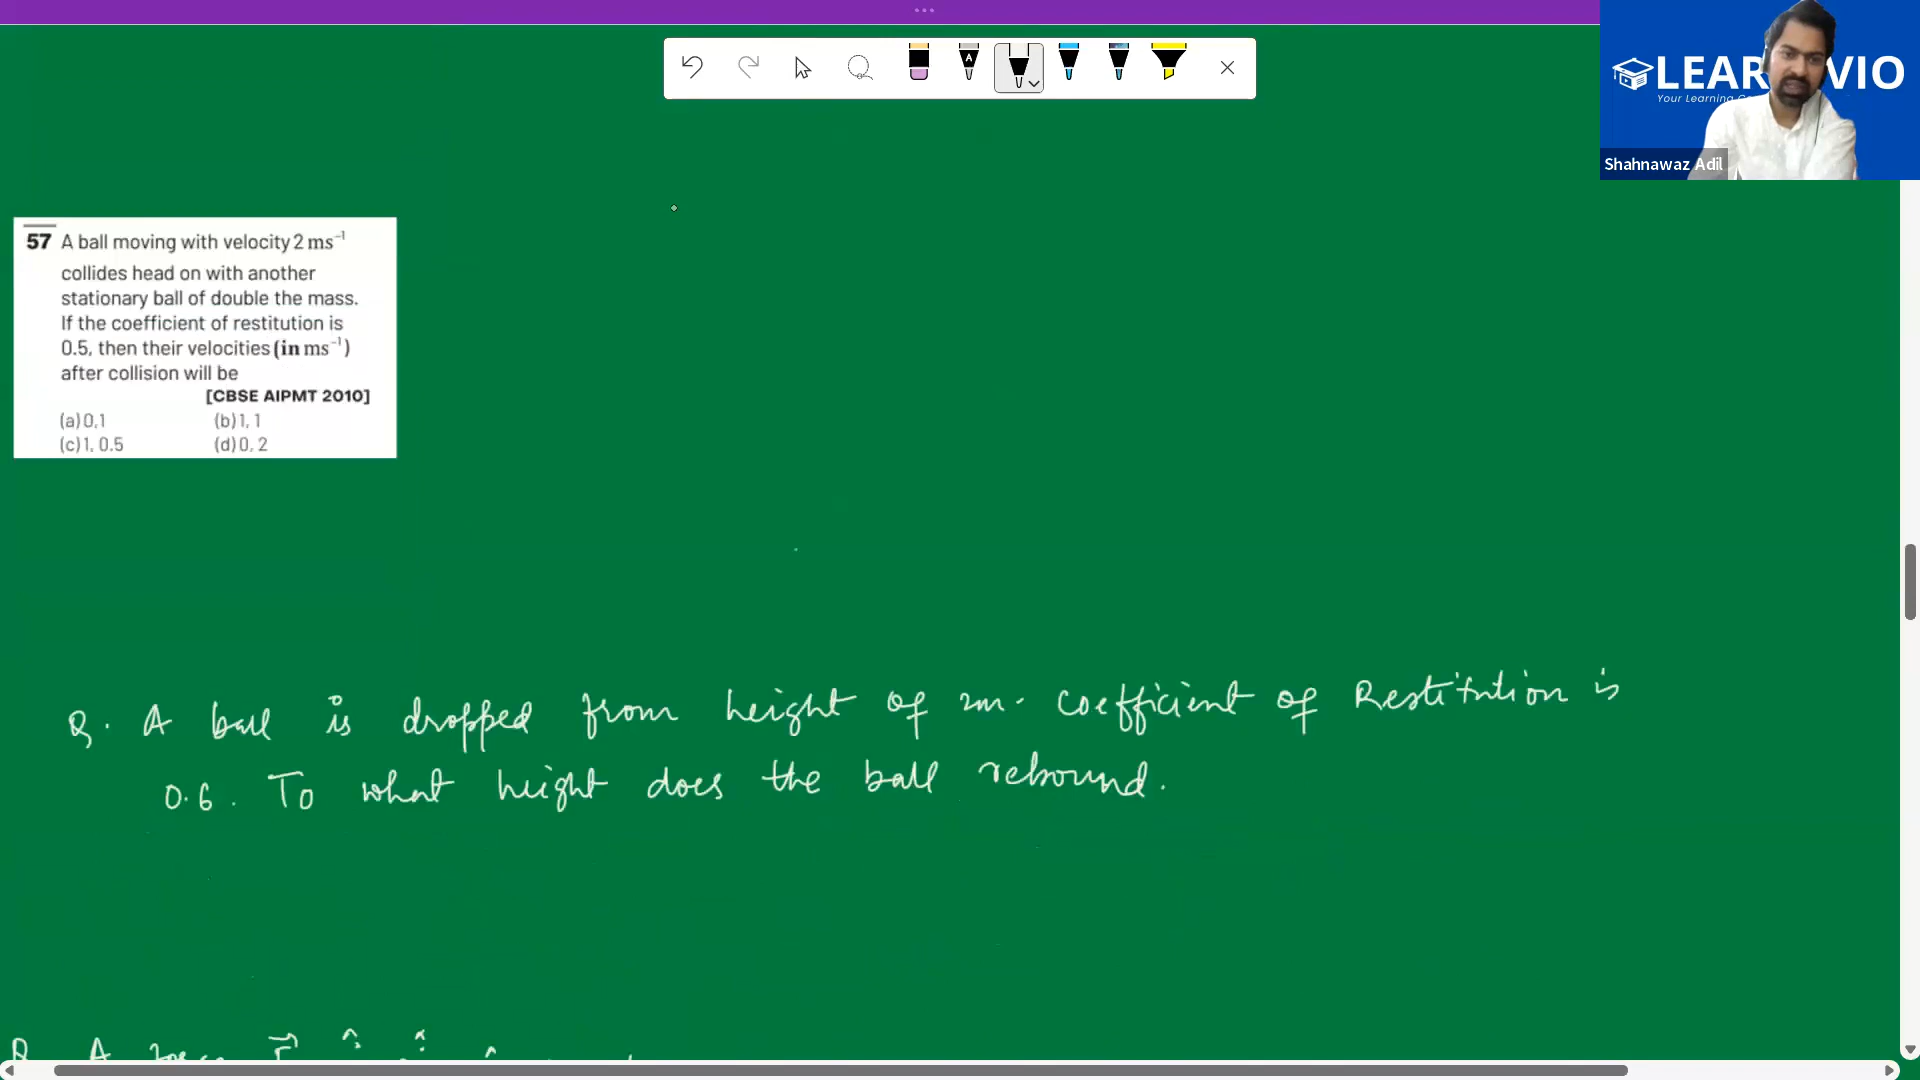 LEAR VIO
Your Learning
Shahnawaz Adil
57 A ball moving with velocity 2 ms⁻¹
collides head on with another
stationary ball of double the mass.
If the coefficient of restitution is
0.5, then their velocities (in ms⁻¹)
after collision will be
[CBSE AIPMT 2010]
(a) 0, 1 (b) 1, 1
(c) 1, 0.5 (d) 0, 2
Q. A ball is dropped from height of 2m. Coefficient of Restitution is
0.6. To what height does the ball rebound.
Q. A